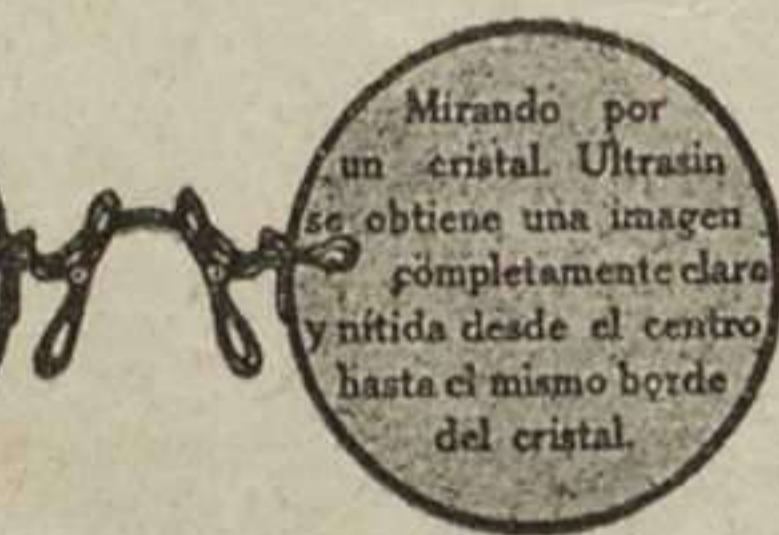 Mirando por
un cristal Ultrasin
se obtiene una imagen
completamente clara
y nítida desde el centro
hasta el mismo borde
del cristal.